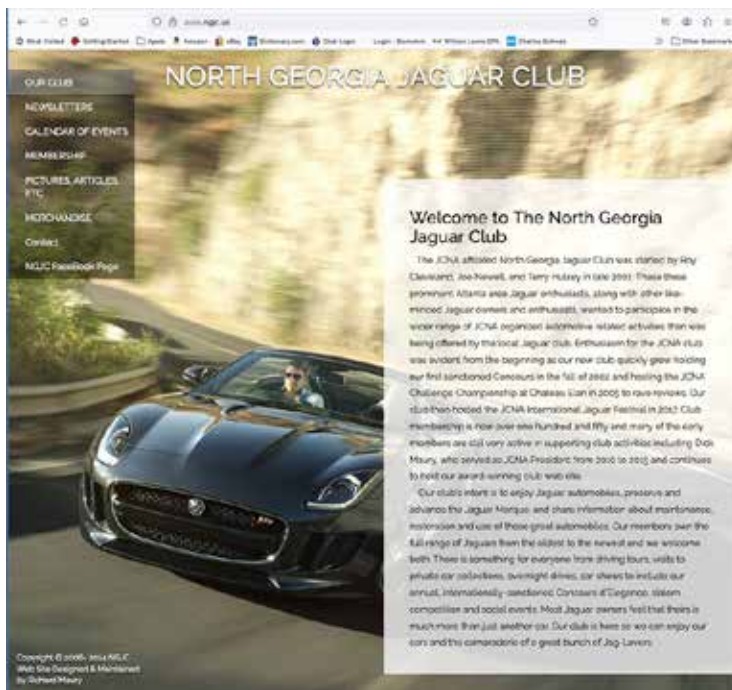 www.ngjc.us
Most Visited Getting Started Apple Amazon eBay Dictionary.com Other Bookmarks
NORTH GEORGIA JAGUAR CLUB
OUR CLUB
NEWSLETTERS
CALENDAR OF EVENTS
MEMBERSHIP
PICTURES, ARTICLES,
ETC
MERCHANDISE
Contact
NGJC FaceBook Page
Welcome to The North Georgia
Jaguar Club
The JCNA affiliated North Georgia Jaguar Club was started by Roy
Cleveland, Joe Newell, and Terry Hulsey in late 2001. These three
prominent Atlanta area Jaguar enthusiasts, along with other like-
minded Jaguar owners and enthusiasts, wanted to participate in the
wider range of JCNA organized automotive related activities than was
being offered by the local Jaguar club. Enthusiasm for the JCNA club
was evident from the beginning as our new club quickly grew holding
our first sanctioned Concours in the fall of 2002 and hosting the JCNA
Challenge Championship at Chateau Elan in 2005 to rave reviews. Our
club then hosted the JCNA International Jaguar Festival in 2017. Club
membership is now over one hundred and fifty and many of the early
members are still very active in supporting club activities including Dick
Maury, who served as JCNA President from to and continues
to host our award-winning club web site.
Our club's intent is to enjoy Jaguar automobiles, preserve and
advance the Jaguar Marque, and share information about maintenance,
restoration and use of these great automobiles. Our members own the
full range of Jaguars from the oldest to the newest and we welcome
both. There is something for everyone from driving tours, visits to
private car collections, overnight drives, car shows to include our
annual, internationally-sanctioned Concours d'Elegance, slalom
competition and social events. Most Jaguar owners feel that theirs is
much more than just another car. Our club is here so we can enjoy our
cars and the camaraderie of a great bunch of Jag-Lovers.
Copyright © 2006- 2024 NGJC
Web Site Designed & Maintained
by Richard Maury